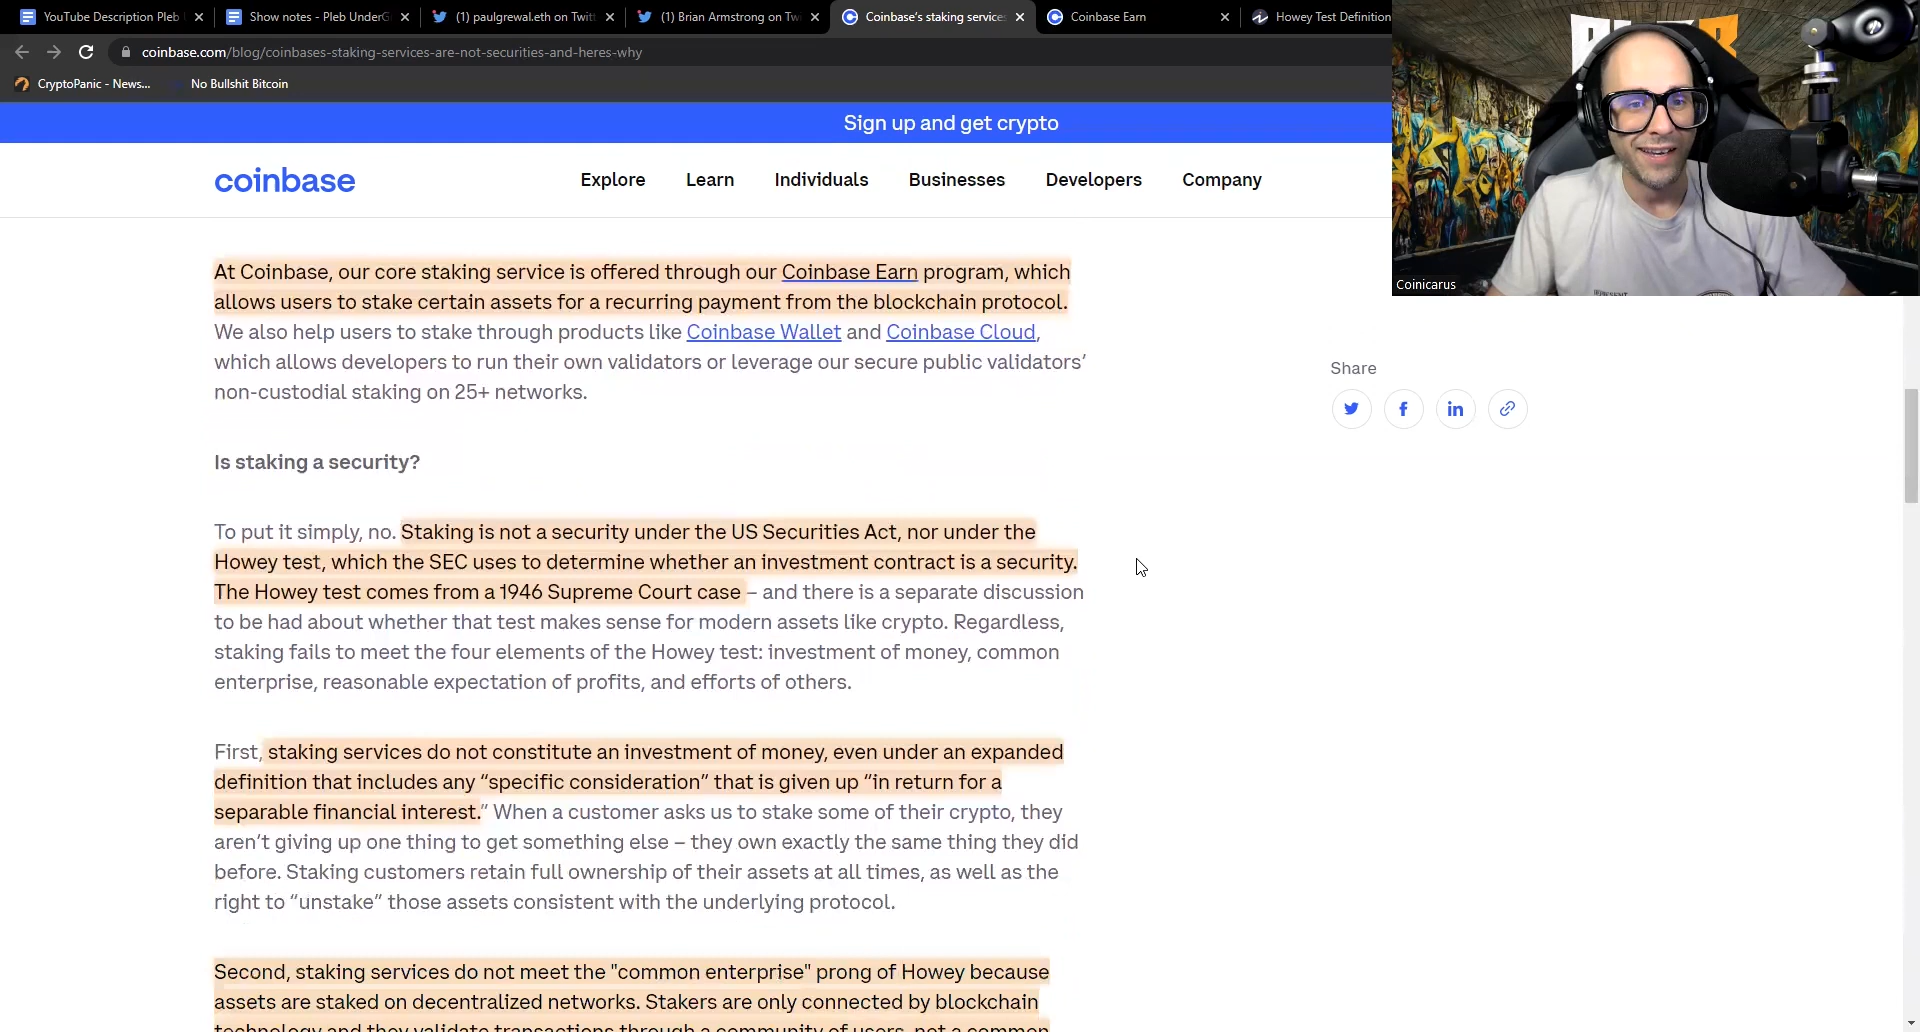 YouTube Description Pleb
Show notes - Pleb UnderG
(1) paulgrewal.eth on Twitt
(1) Brian Armstrong on Tw
Coinbase's staking services
Coinbase Earn
Howey Test Definition
coinbase.com/blog/coinbases-staking-services-are-not-securities-and-heres-why
CryptoPanic - News...
No Bullshit Bitcoin
Sign up and get crypto
coinbase
Explore
Learn
Individuals
Businesses
Developers
Company
Coinicarus
At Coinbase, our core staking service is offered through our Coinbase Earn program, which
allows users to stake certain assets for a recurring payment from the blockchain protocol.
We also help users to stake through products like Coinbase Wallet and Coinbase Cloud,
which allows developers to run their own validators or leverage our secure public validators’
non-custodial staking on 25+ networks.
Share
Is staking a security?
To put it simply, no. Staking is not a security under the US Securities Act, nor under the
Howey test, which the SEC uses to determine whether an investment contract is a security.
The Howey test comes from a 1946 Supreme Court case – and there is a separate discussion
to be had about whether that test makes sense for modern assets like crypto. Regardless,
staking fails to meet the four elements of the Howey test: investment of money, common
enterprise, reasonable expectation of profits, and efforts of others.
First, staking services do not constitute an investment of money, even under an expanded
definition that includes any “specific consideration” that is given up “in return for a
separable financial interest.” When a customer asks us to stake some of their crypto, they
aren’t giving up one thing to get something else – they own exactly the same thing they did
before. Staking customers retain full ownership of their assets at all times, as well as the
right to “unstake” those assets consistent with the underlying protocol.
Second, staking services do not meet the "common enterprise" prong of Howey because
assets are staked on decentralized networks. Stakers are only connected by blockchain
technology and they validate transactions through a community of users, not a common